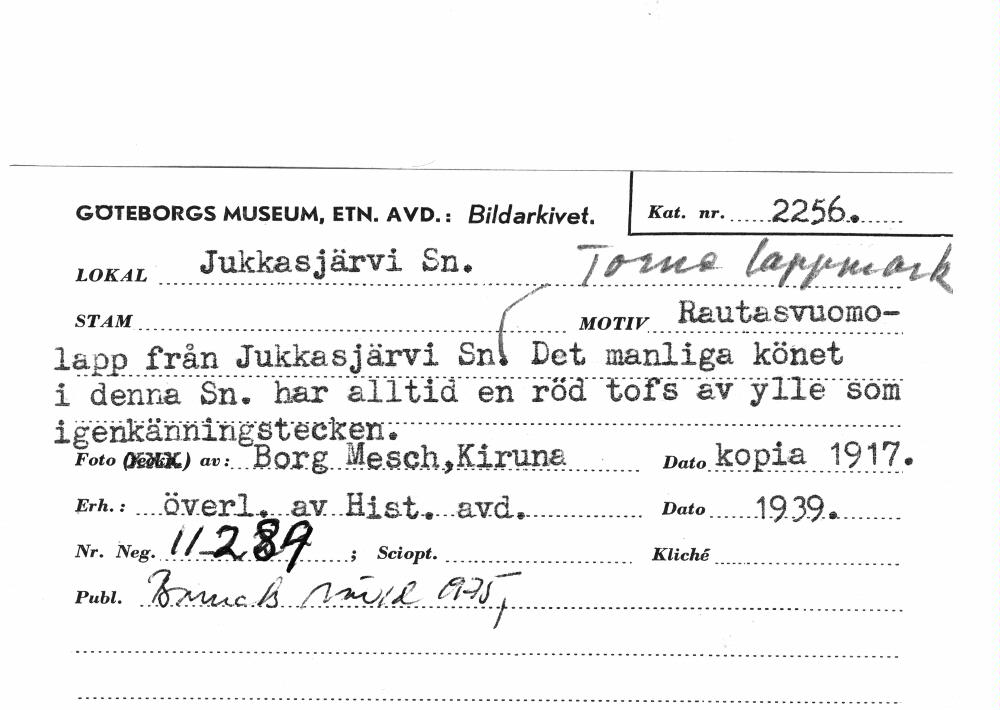 GÖTEBORGS MUSEUM, ETN. AVD.: Bildarkivet.
Kat. nr. 2256.
LOKAL Jukkasjärvi Sn. Torne lappmark
STAM MOTIV Rautasvuomo-
lapp från Jukkasjärvi Sn. Det manliga könet
i denna Sn. har alltid en röd tofs av ylle som
igenkänningstecken.
Foto av: Borg Mesch, Kiruna Dato kopia 1917.
Erh.: överl. av Hist. avd. Dato 1939.
Nr. Neg. 11289 ; Sciopt. Kliché
Publ. 1975,